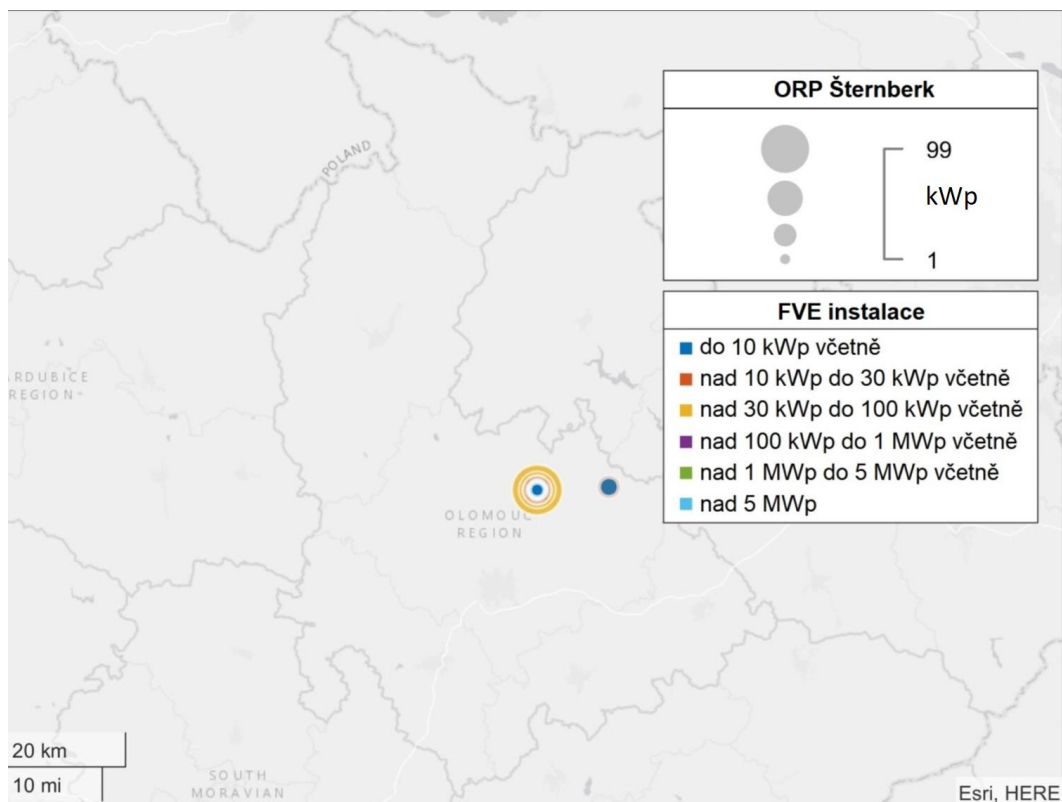 POLAND
ARDUBICE
REGION
OLOMOUC
REGION
SOUTH
MORAVIAN
20 km
10 mi
Esri, HERE
ORP Šternberk
99
kWp
1
FVE instalace
do 10 kWp včetně
nad 10 kWp do 30 kWp včetně
nad 30 kWp do 100 kWp včetně
nad 100 kWp do 1 MWp včetně
nad 1 MWp do 5 MWp včetně
nad 5 MWp